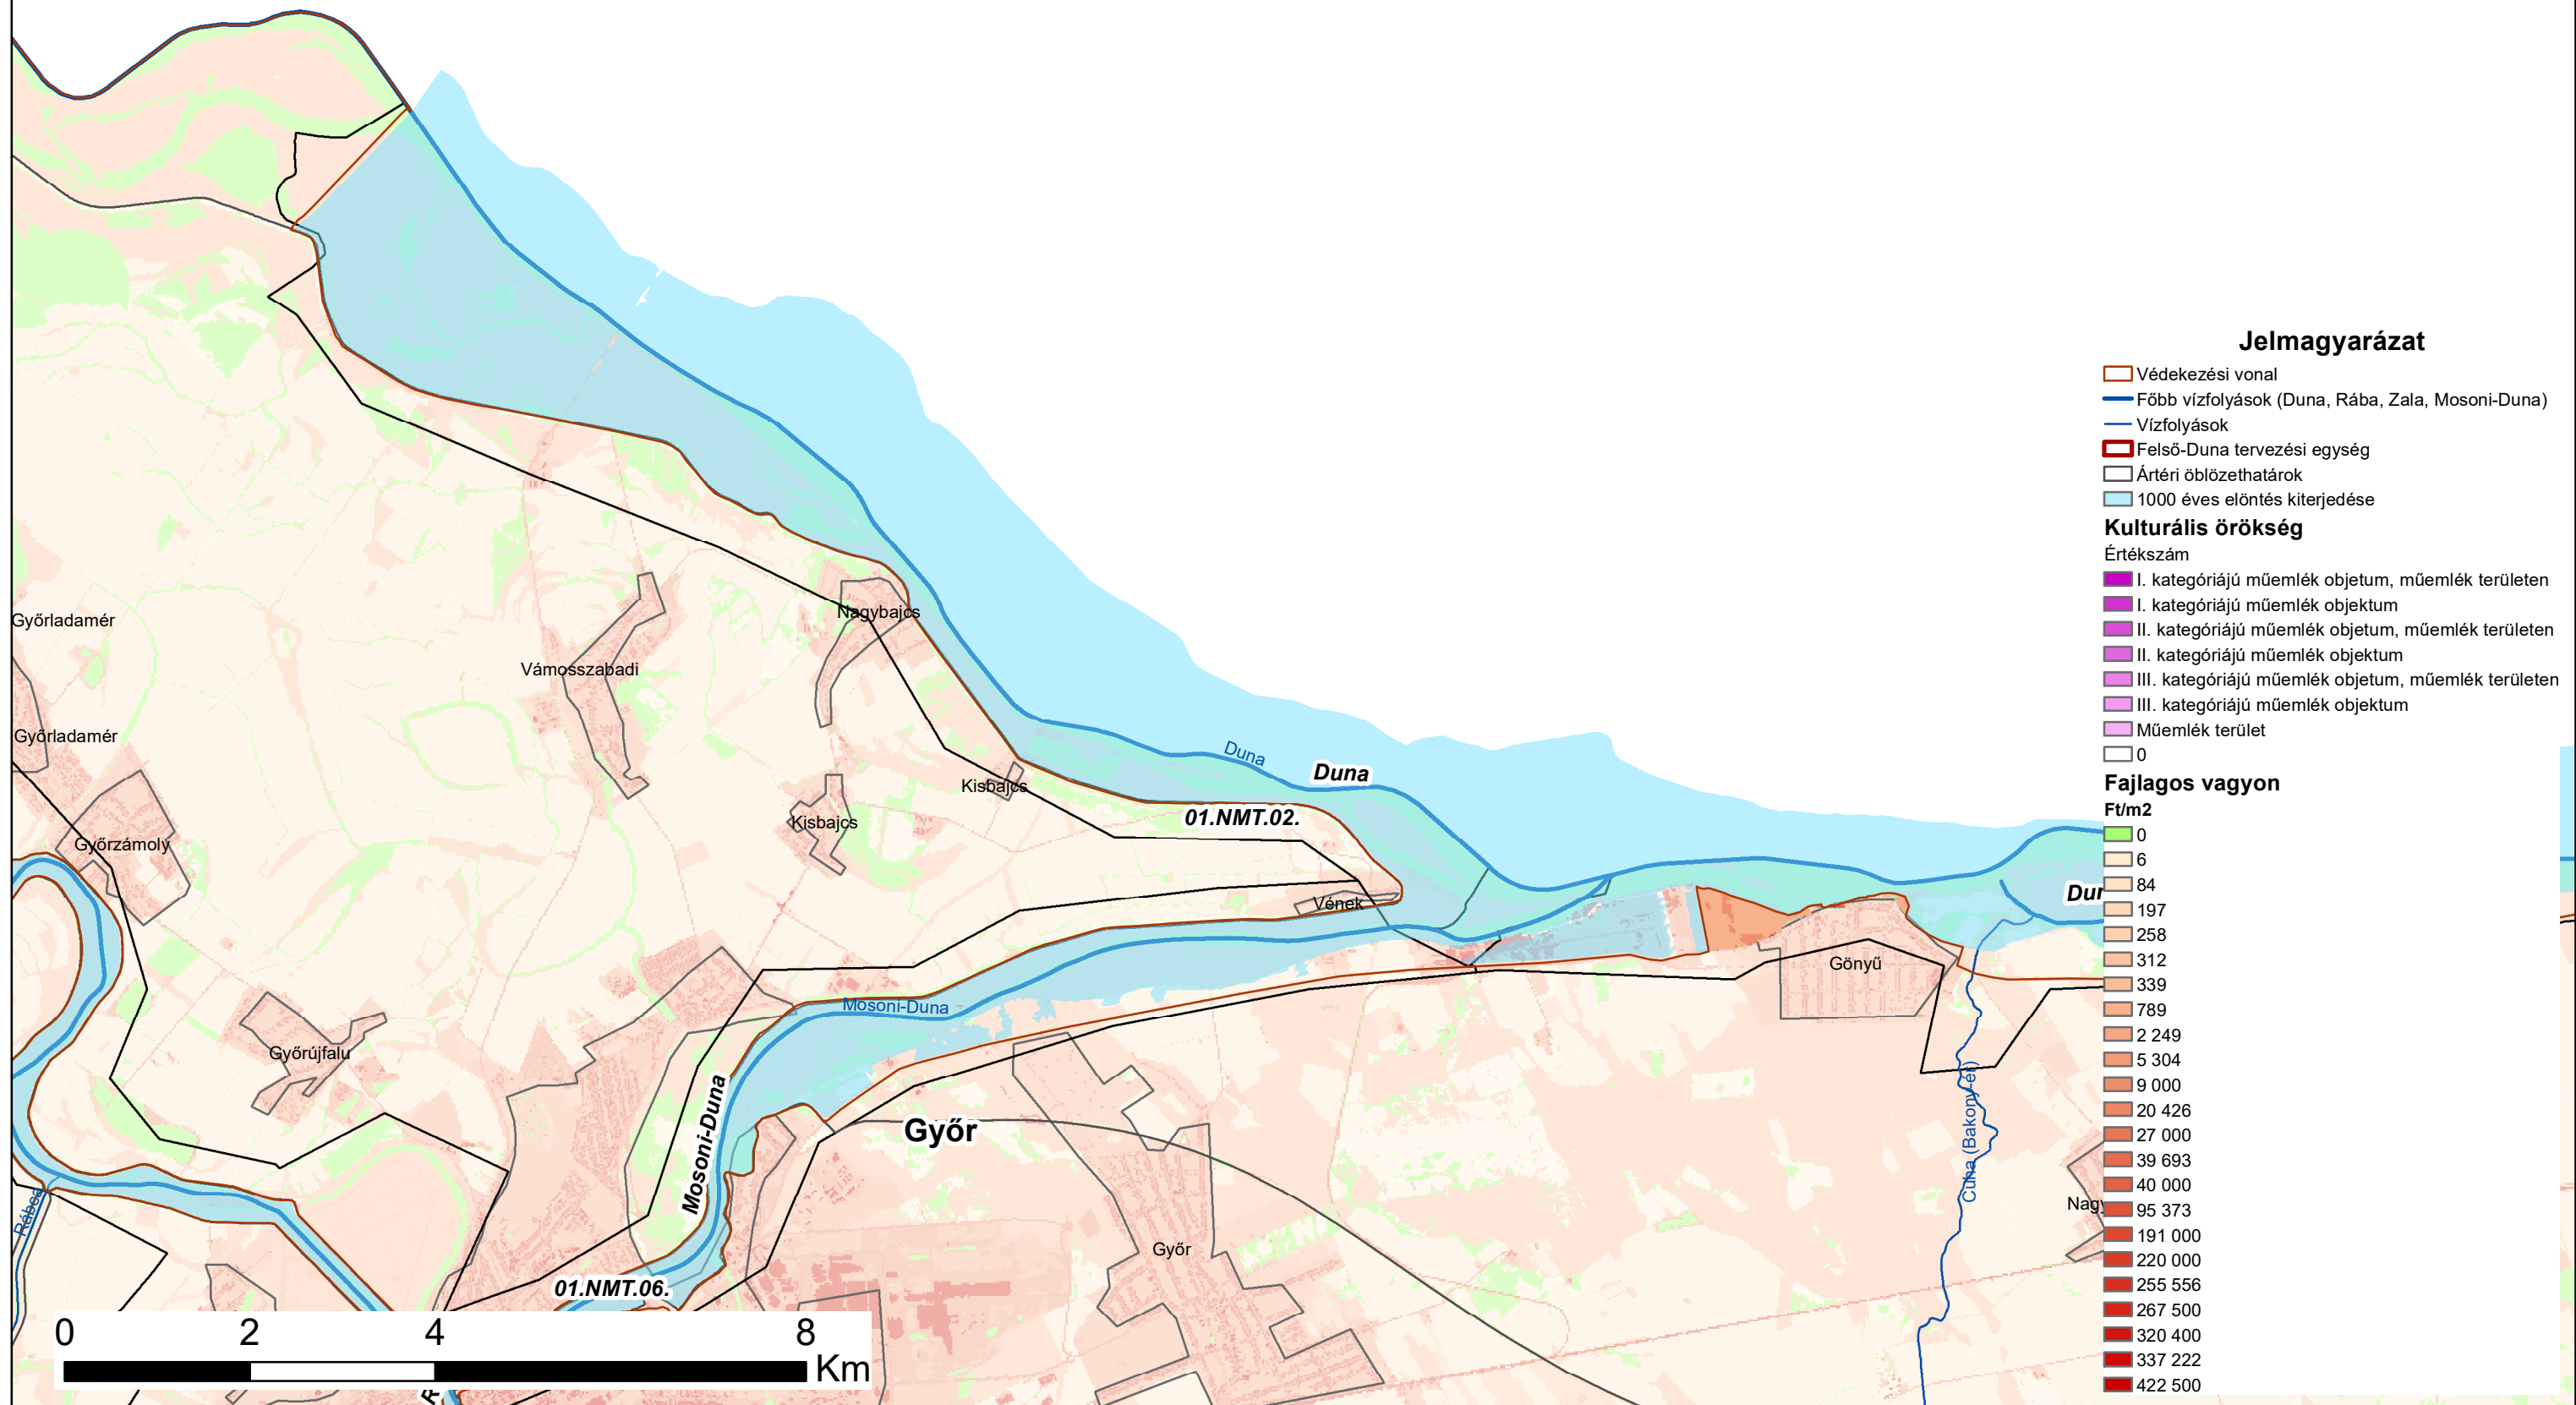 Győrladamér
Győrladamér
Győrzámoly
Vámosszabadi
Nagybajcs
Kisbajcs
Kisbajcs
Duna
Duna
01.NMT.02.
Vének
Mosoni-Duna
Győrújfalu
Mosoni-Duna
Győr
Győr
Gönyű
Cuha (Bakony-ér)
Dun
Nagy
Rábca
01.NMT.06.
R
0 2 4 8
Km
Jelmagyarázat
Védekezési vonal
Főbb vízfolyások (Duna, Rába, Zala, Mosoni-Duna)
Vízfolyások
Felső-Duna tervezési egység
Ártéri öblözethatárok
1000 éves elöntés kiterjedése
Kulturális örökség
Értékszám
I. kategóriájú műemlék objetum, műemlék területen
I. kategóriájú műemlék objektum
II. kategóriájú műemlék objetum, műemlék területen
II. kategóriájú műemlék objektum
III. kategóriájú műemlék objetum, műemlék területen
III. kategóriájú műemlék objektum
Műemlék terület
0
Fajlagos vagyon
Ft/m2
0
6
84
197
258
312
339
789
2 249
5 304
9 000
20 426
27 000
39 693
40 000
95 373
191 000
220 000
255 556
267 500
320 400
337 222
422 500